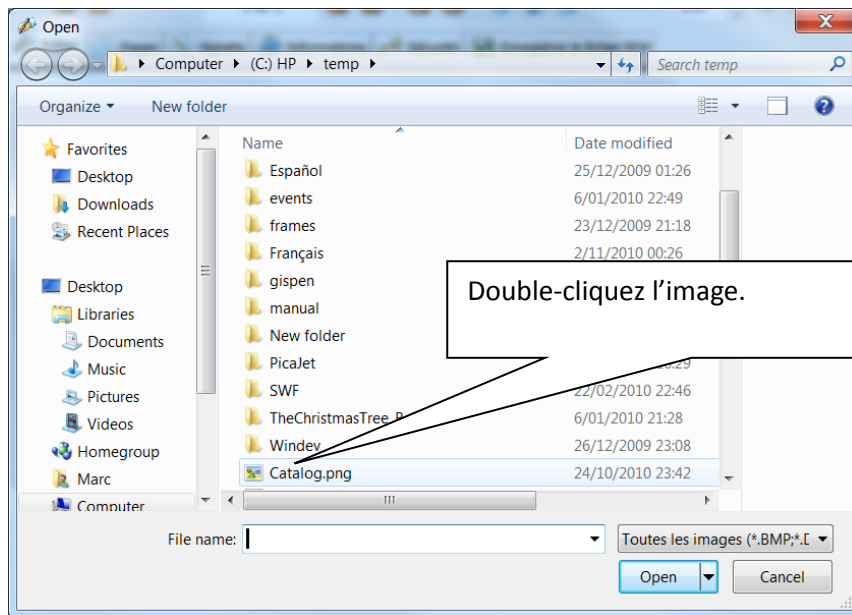 Open
Computer ▸ (C:) HP ▸ temp ▸
Search temp
Organize
New folder
Favorites
Desktop
Downloads
Recent Places
Desktop
Libraries
Documents
Music
Pictures
Videos
Homegroup
Marc
Computer
Name Date modified
Español 25/12/2009 01:26
events 6/01/2010 22:49
frames 23/12/2009 21:18
Français 2/11/2010 00:26
gispen
manual
New folder
PicaJet
SWF 22/02/2010 22:46
TheChristmasTree 6/01/2010 21:28
Windev 26/12/2009 23:08
Catalog.png 24/10/2010 23:42
Double-cliquez l’image.
File name:
Toutes les images (*.BMP;*.
Open
Cancel